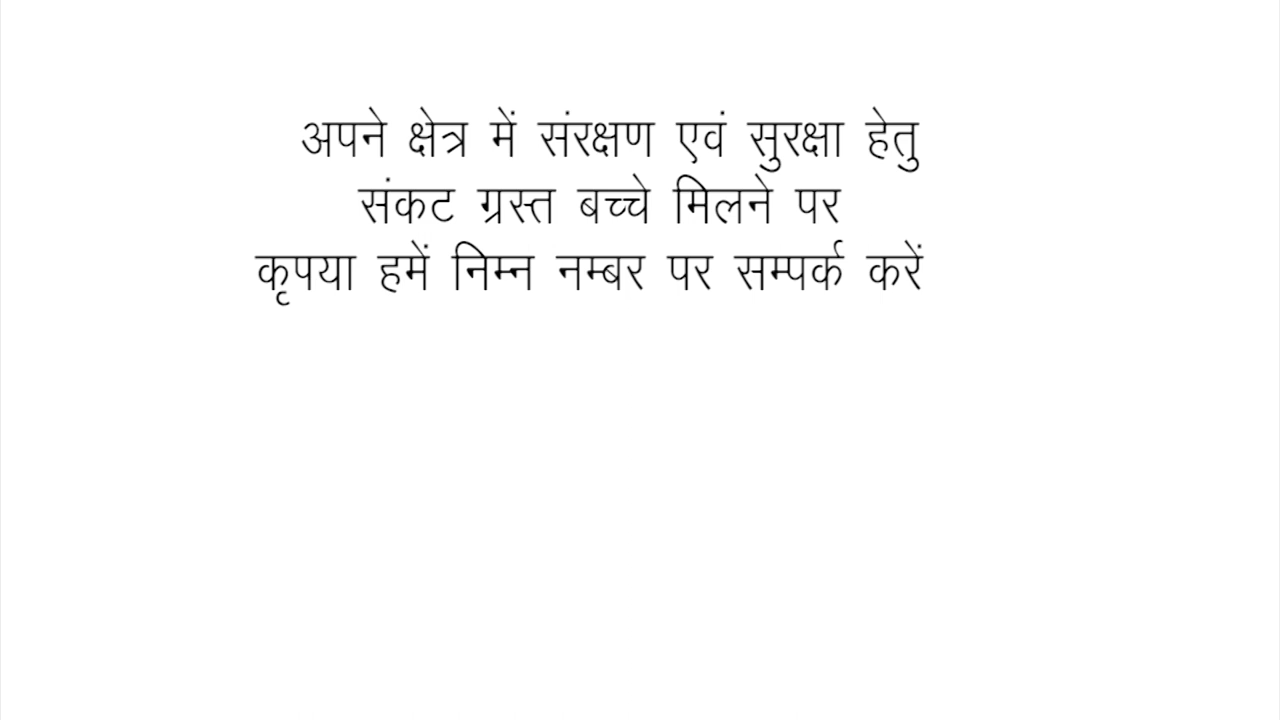 अपने क्षेत्र में संरक्षण एवं सुरक्षा हेतु
संकट ग्रस्त बच्चे मिलने पर
कृपया हमें निम्न नम्बर पर सम्पर्क करें